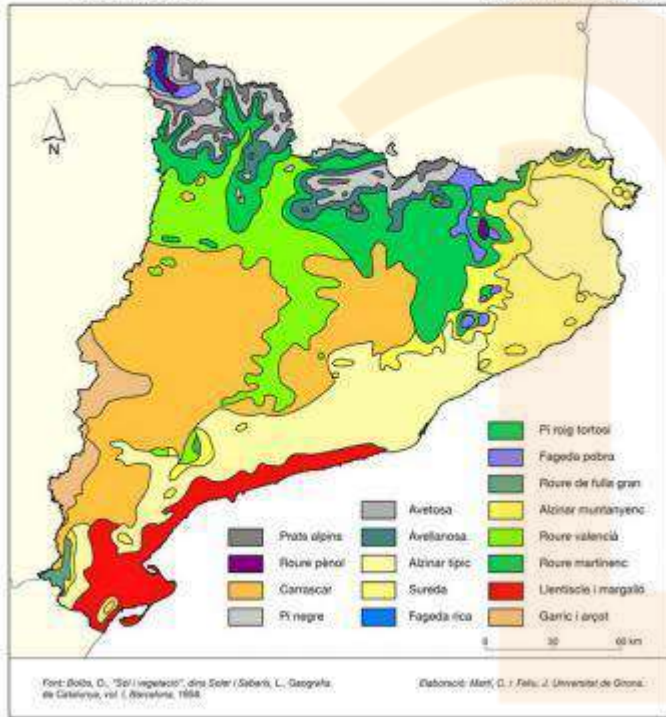 N
Pi roig tortosí
Fageda pobra
Roure de fulla gran
Alzinar muntanyenc
Roure valencià
Roure martinenc
Llentiscle i margalló
Garric i arçot
Avetosa
Avellanosa
Alzinar típic
Sureda
Fageda rica
Prats alpins
Roure pènol
Carrascar
Pi negre
0 30 60 km
Font: Bolòs, O., "Sòl i vegetació", dins Soler i Sabarís, L., Geografia
de Catalunya, vol. I, Barcelona, 1958.
Elaboració: Martí, C. i Feliu, J. Universitat de Girona.